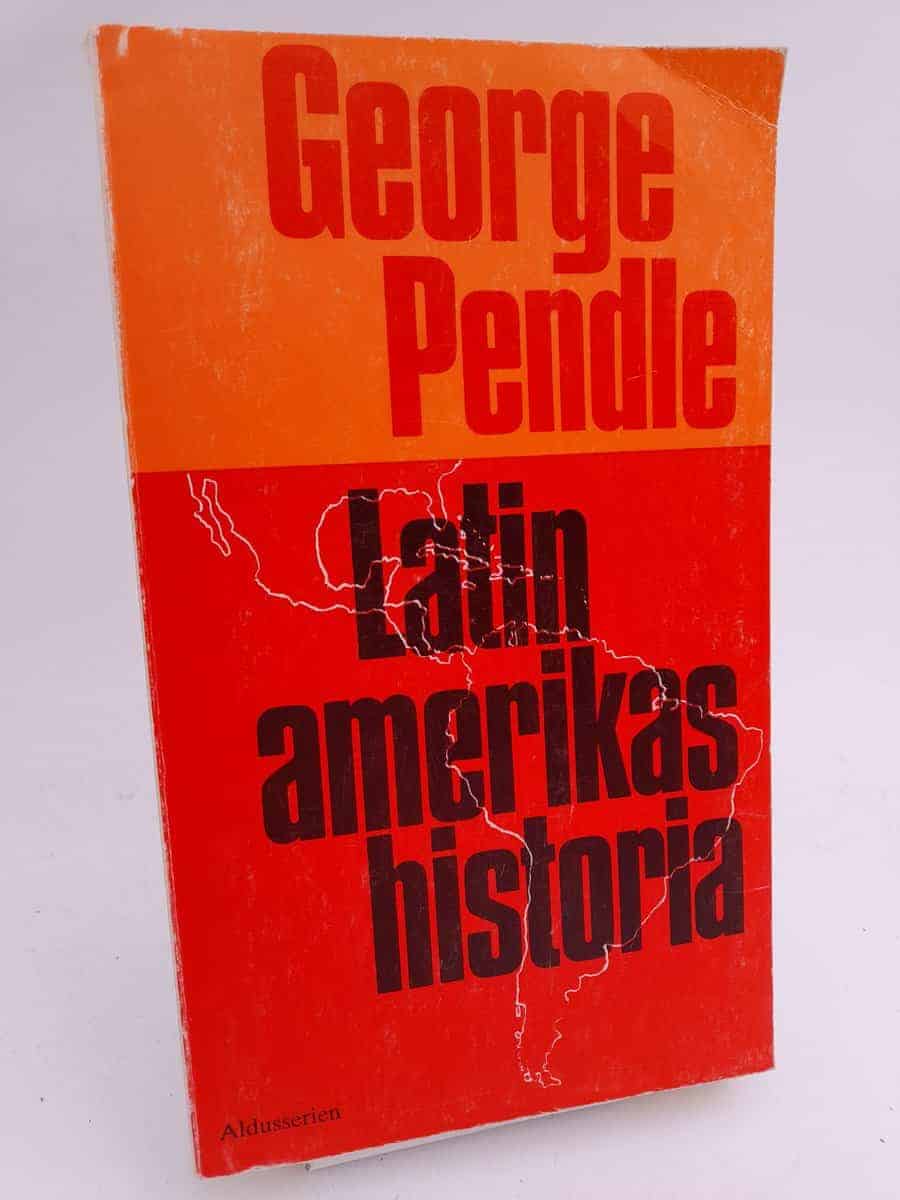 George
Pendle
Latin
amerikas
historia
Aldusserien